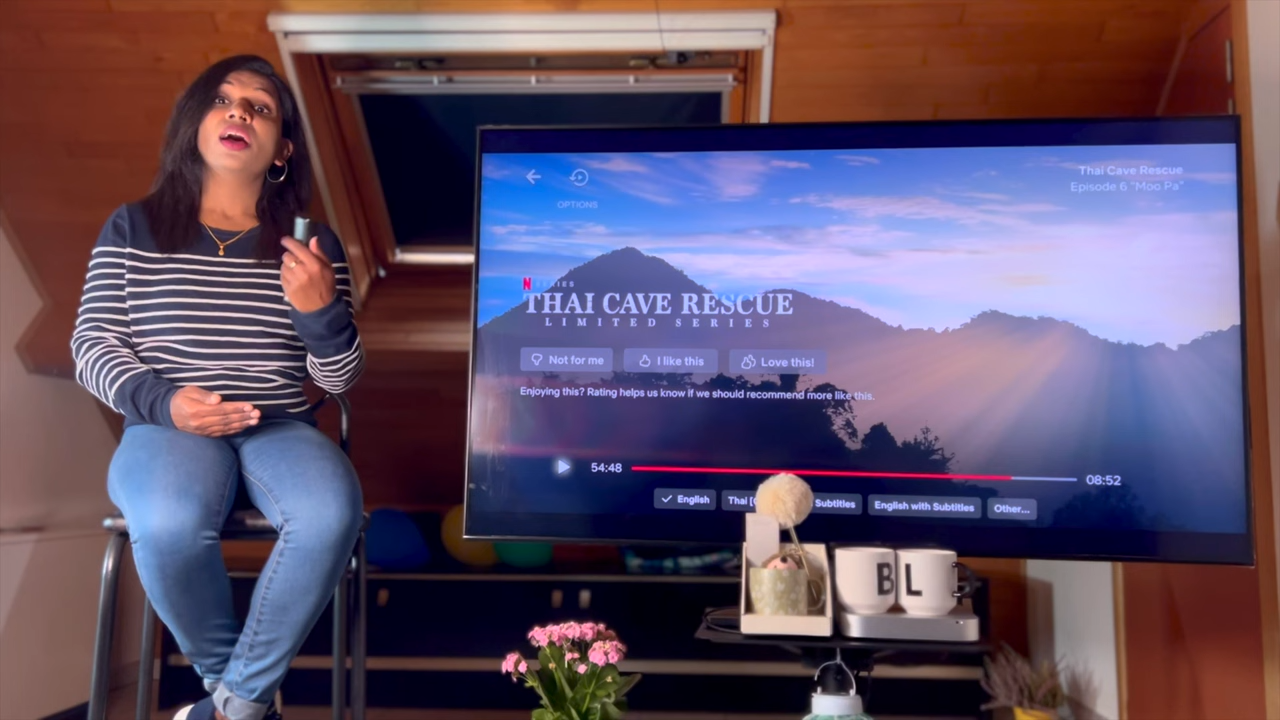 Thai Cave Rescue
Episode 6 "Moo Pa"
OPTIONS
N SERIES
THAI CAVE RESCUE
LIMITED SERIES
Not for me
I like this
Love this!
Enjoying this? Rating helps us know if we should recommend more like this.
54:48
08:52
English
Thai [
Subtitles
English with Subtitles
Other...
B L